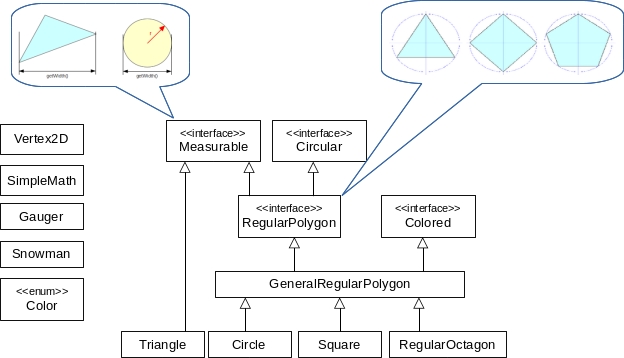 r
getWidth()
getWidth()
<<interface>>
Measurable
<<interface>>
Circular
Vertex2D
SimpleMath
Gauger
Snowman
<<enum>>
Color
<<interface>>
RegularPolygon
<<interface>>
Colored
GeneralRegularPolygon
Triangle
Circle
Square
RegularOctagon